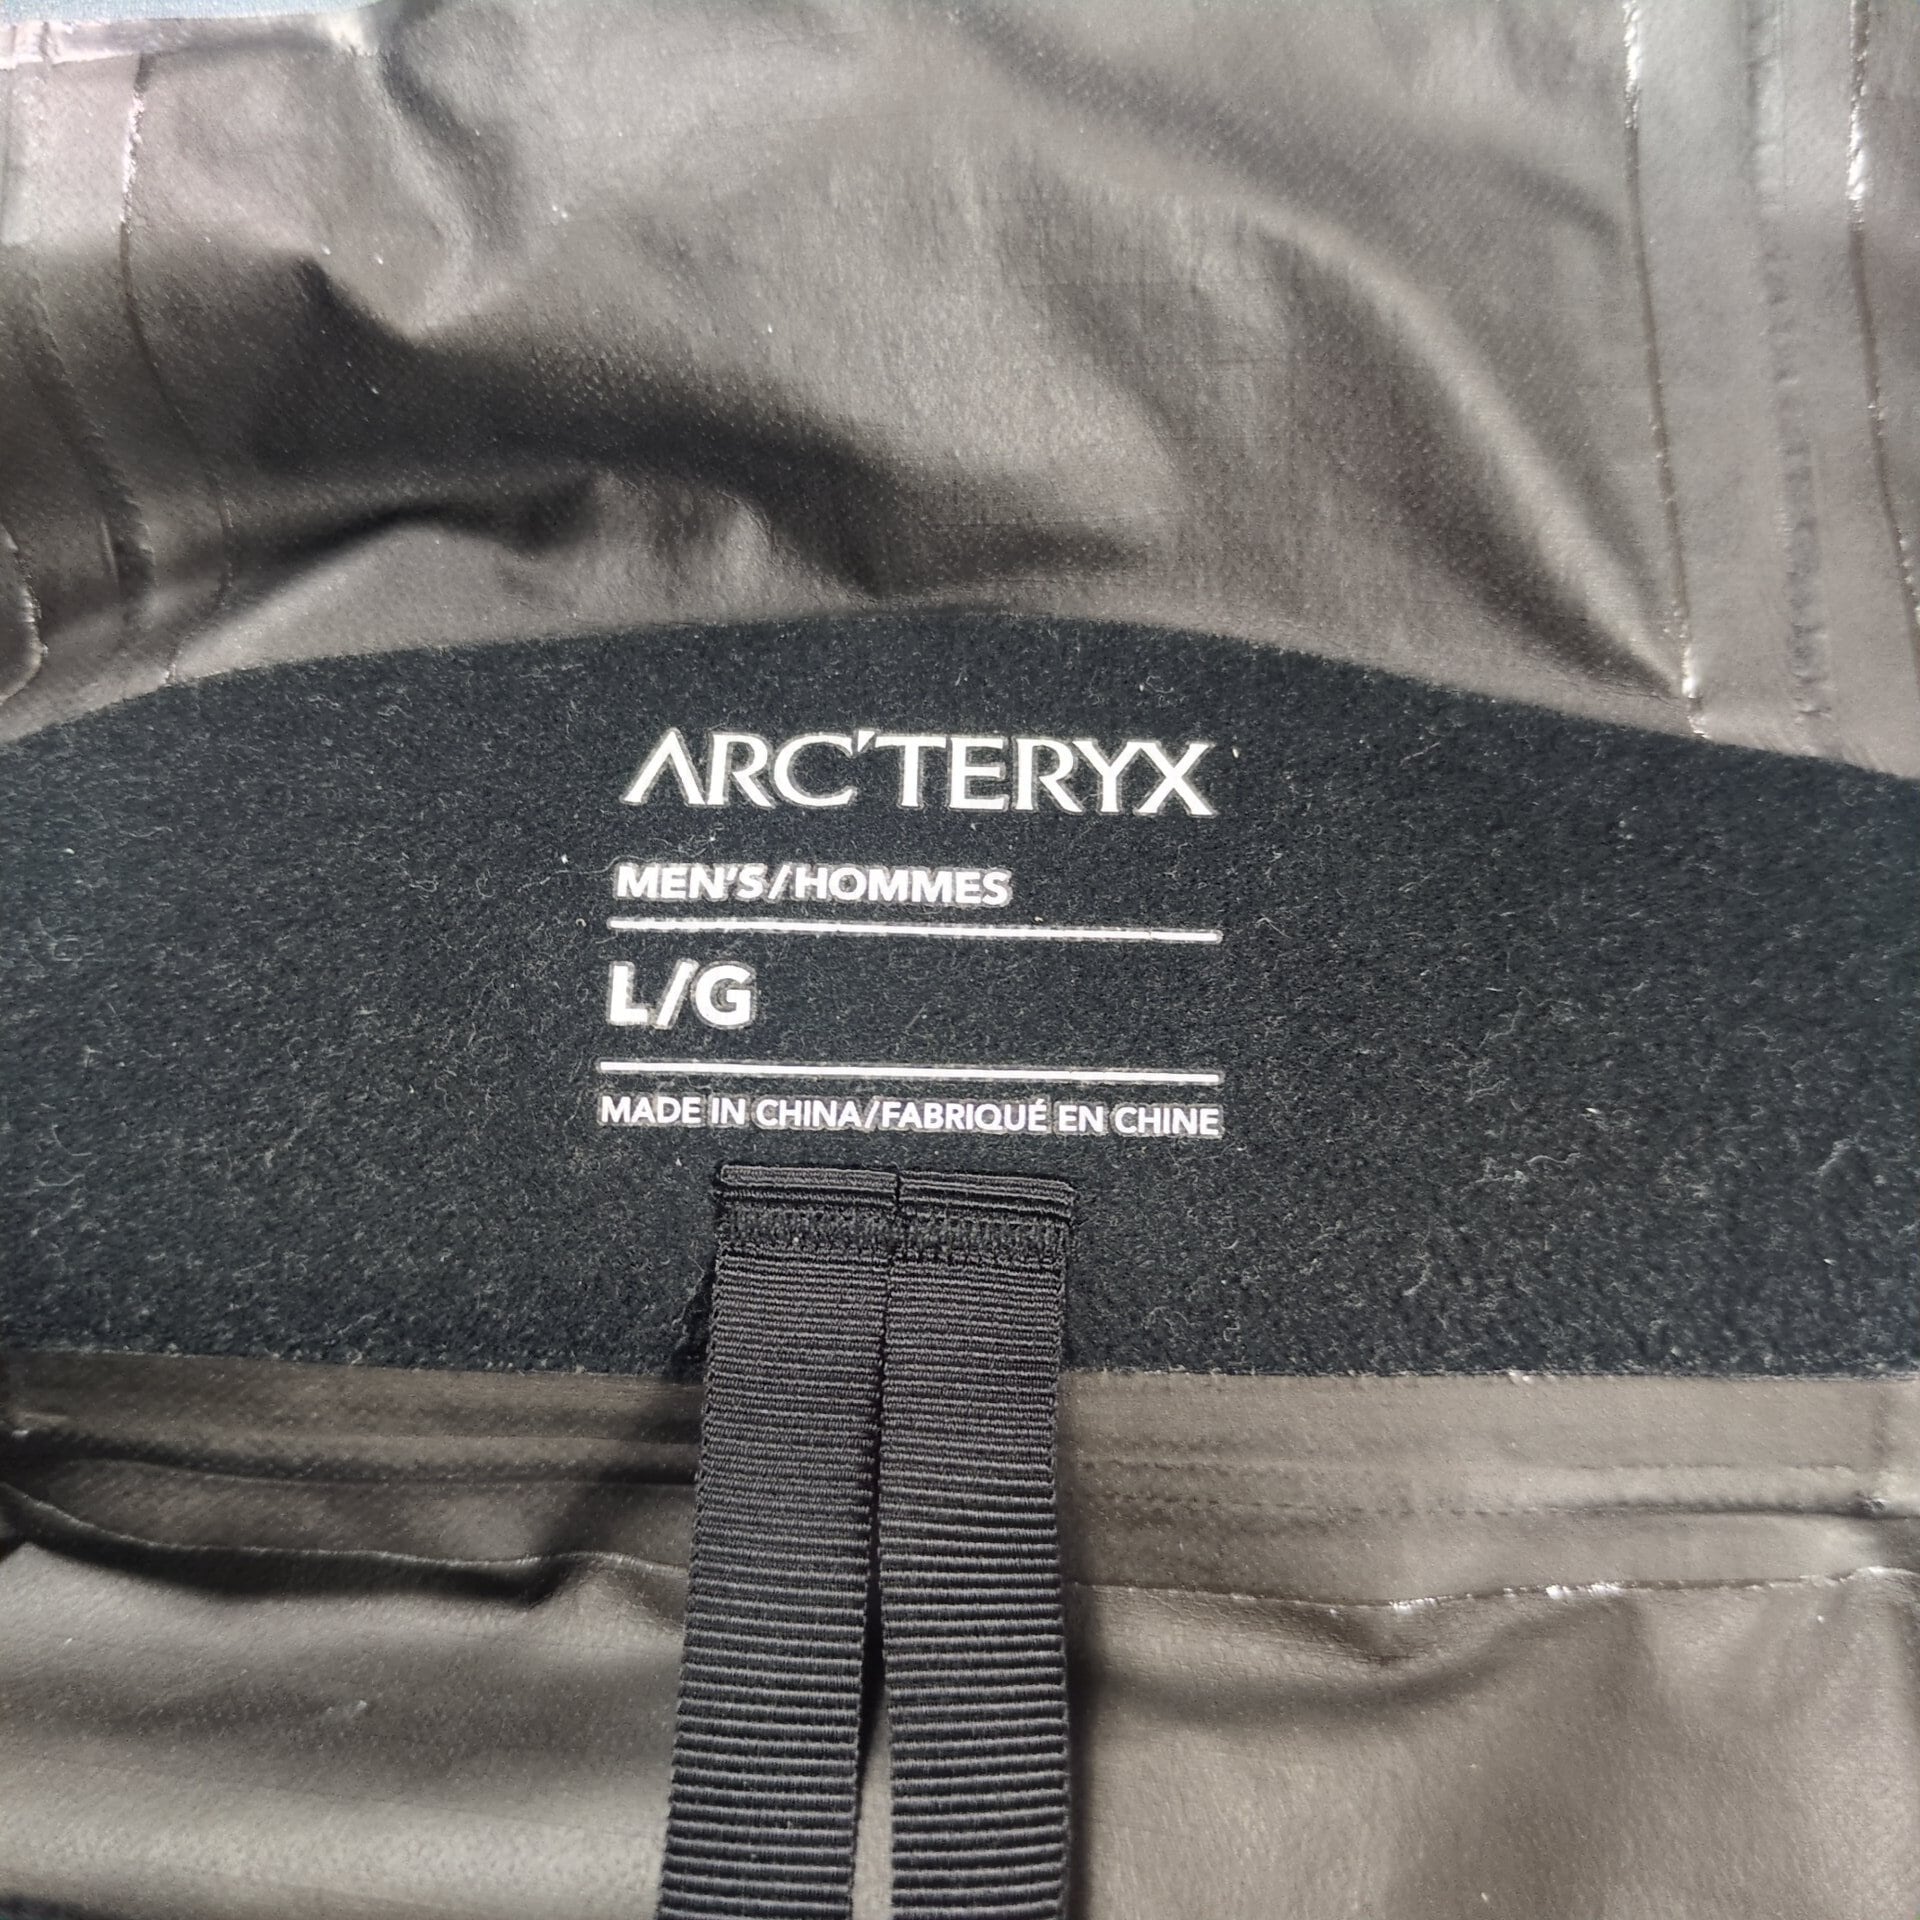 ARC'TERYX
MEN'S/HOMMES
L/G
MADE IN CHINA/FABRIQUÉ EN CHINE